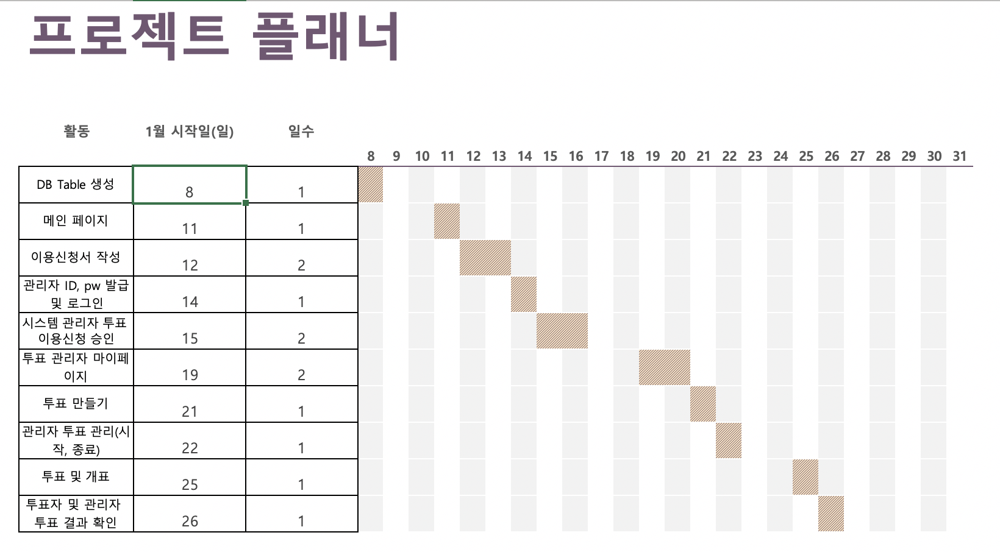 프로젝트 플래너
활동 1월 시작일(일) 일수
8 9 10 11 12 13 14 15 16 17 18 19 20 21 22 23 24 25 26 27 28 29 30 31
DB Table 생성 8 1
메인 페이지 11 1
이용신청서 작성 12 2
관리자 ID, pw 발급
및 로그인 14 1
시스템 관리자 투표
이용신청 승인 15 2
투표 관리자 마이페
이지 19 2
투표 만들기 21 1
관리자 투표 관리(시
작, 종료) 22 1
투표 및 개표 25 1
투표자 및 관리자
투표 결과 확인 26 1